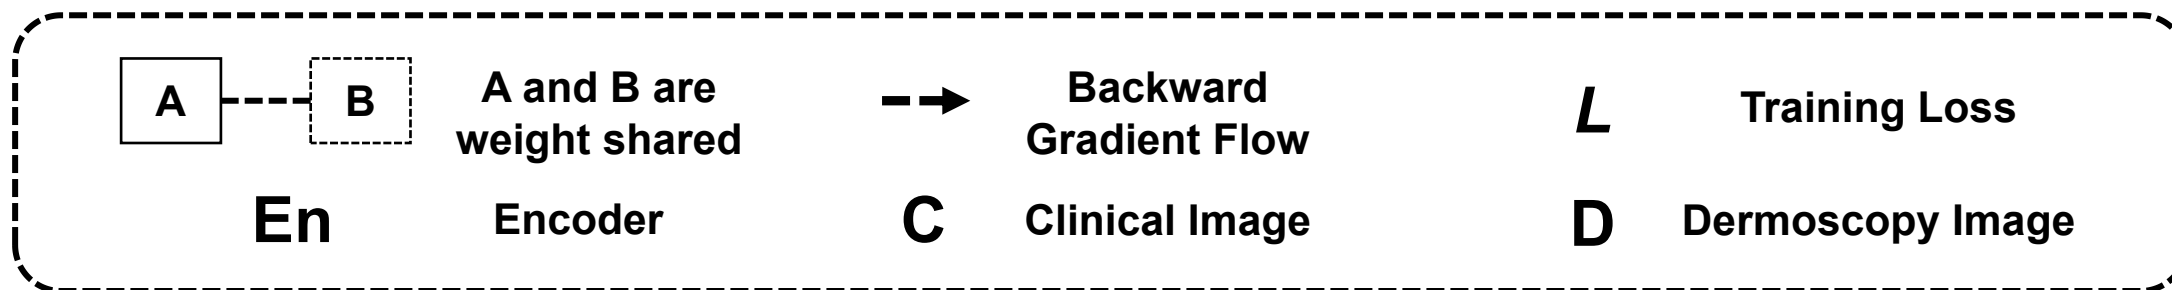 A B A and B are
weight shared
Backward
Gradient Flow
L Training Loss
En Encoder
C Clinical Image
D Dermoscopy Image